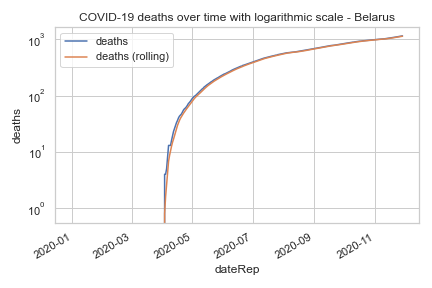 COVID-19 deaths over time with logarithmic scale - Belarus
deaths
deaths (rolling)
deaths
10³
10²
10¹
10⁰
2020-01
2020-03
2020-05
2020-07
2020-09
2020-11
dateRep